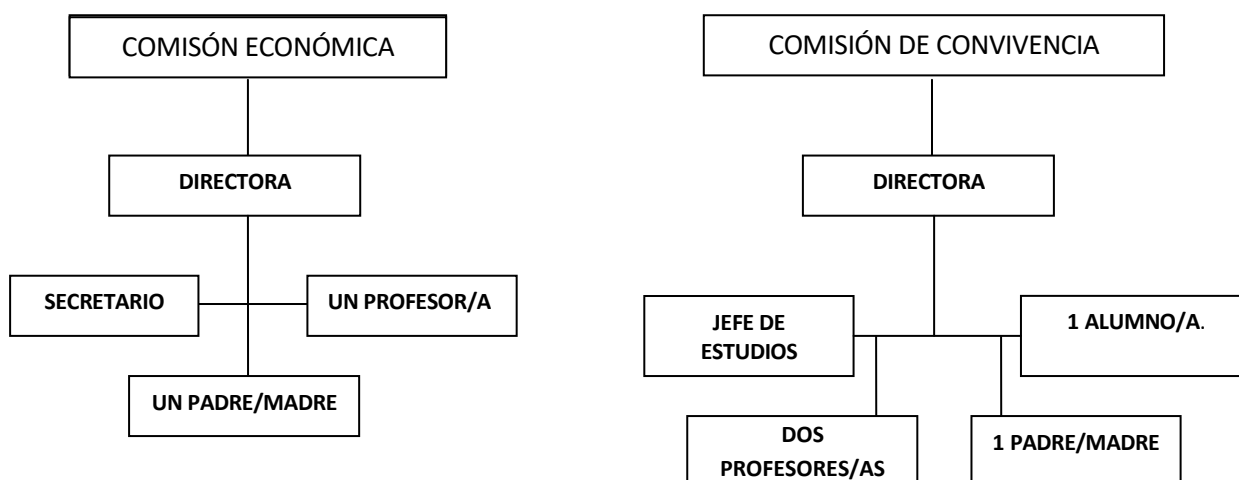 COMISÓN ECONÓMICA
DIRECTORA
SECRETARIO
UN PROFESOR/A
UN PADRE/MADRE
COMISIÓN DE CONVIVENCIA
DIRECTORA
JEFE DE
ESTUDIOS
1 ALUMNO/A.
DOS
PROFESORES/AS
1 PADRE/MADRE